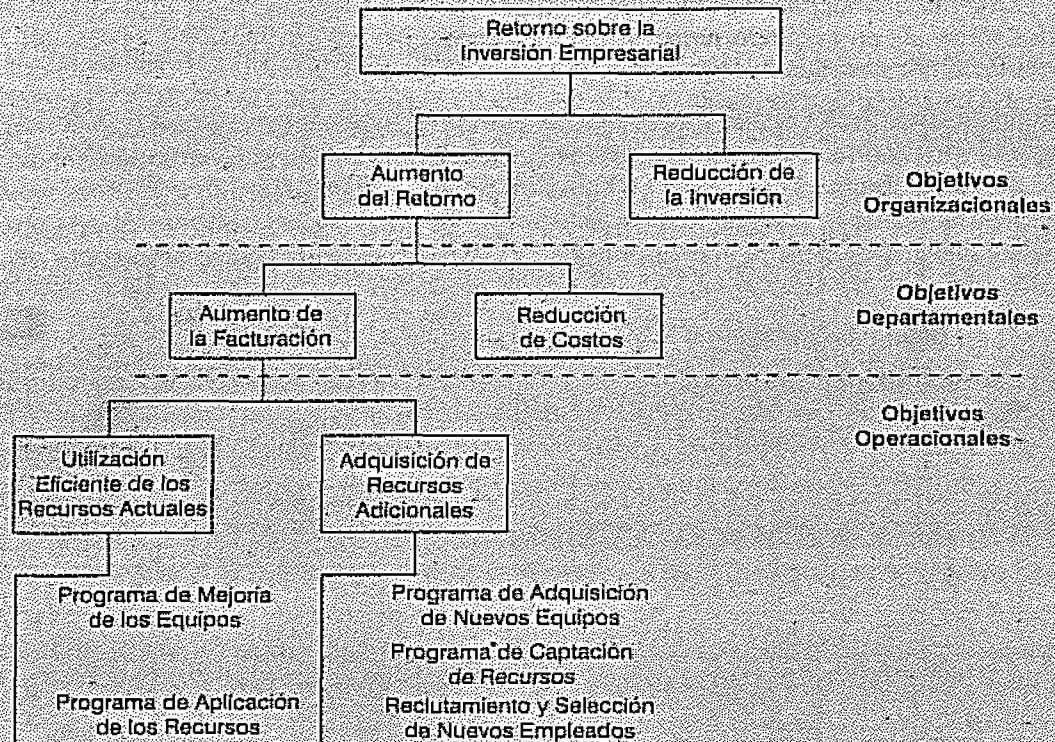 Retorno sobre la
Inversión Empresarial
Aumento
del Retorno
Reducción de
la Inversión
Objetivos
Organizacionales
Aumento de
la Facturación
Reducción
de Costos
Objetivos
Departamentales
Objetivos
Operacionales
Utilización
Eficiente de los
Recursos Actuales
Adquisición de
Recursos
Adicionales
Programa de Mejoría
de los Equipos
Programa de Aplicación
de los Recursos
Programa de Adquisición
de Nuevos Equipos
Programa de Captación
de Recursos
Reclutamiento y Selección
de Nuevos Empleados